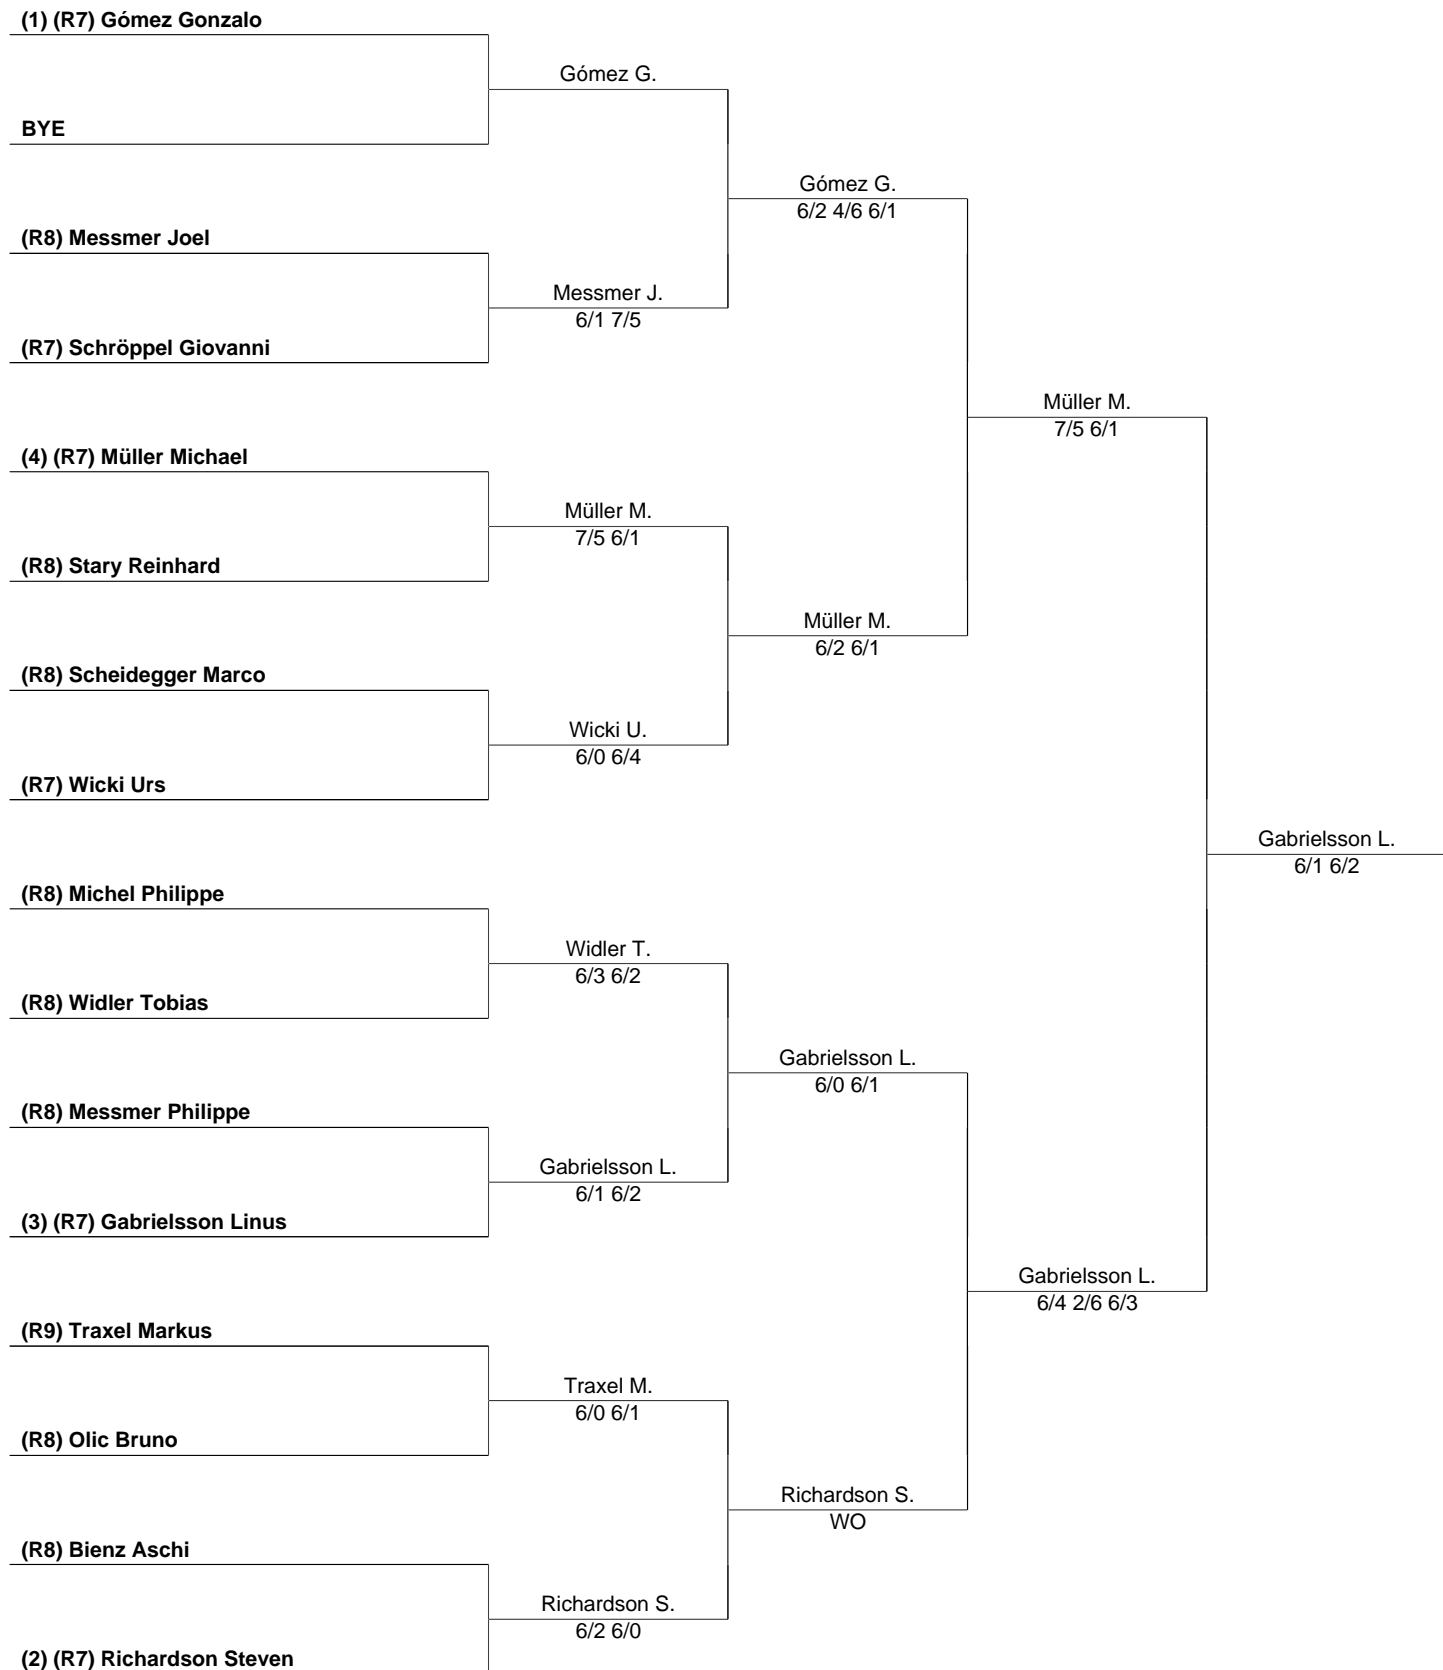 (1) (R7) Gómez Gonzalo
Gómez G.
BYE
Gómez G.
6/2 4/6 6/1
(R8) Messmer Joel
Messmer J.
6/1 7/5
(R7) Schröppel Giovanni
Müller M.
7/5 6/1
(4) (R7) Müller Michael
Müller M.
7/5 6/1
(R8) Stary Reinhard
Müller M.
6/2 6/1
(R8) Scheidegger Marco
Wicki U.
6/0 6/4
(R7) Wicki Urs
Gabrielsson L.
6/1 6/2
(R8) Michel Philippe
Widler T.
6/3 6/2
(R8) Widler Tobias
Gabrielsson L.
6/0 6/1
(R8) Messmer Philippe
Gabrielsson L.
6/1 6/2
(3) (R7) Gabrielsson Linus
Gabrielsson L.
6/4 2/6 6/3
(R9) Traxel Markus
Traxel M.
6/0 6/1
(R8) Olic Bruno
Richardson S.
WO
(R8) Bienz Aschi
Richardson S.
6/2 6/0
(2) (R7) Richardson Steven